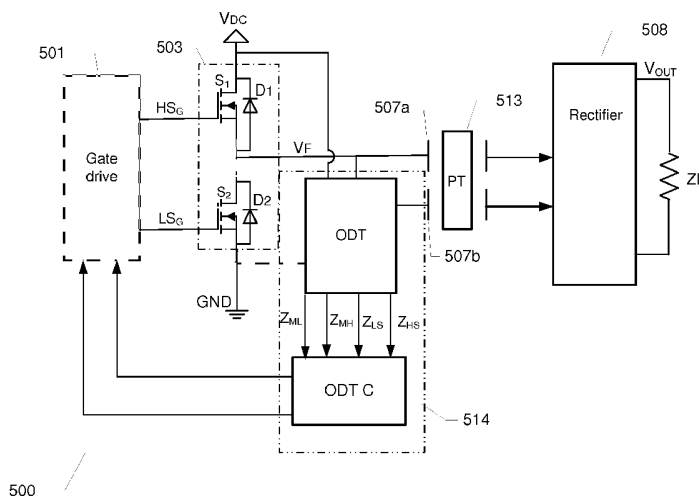 VDC
503
508
501
S1
D1
VOUT
HSG
507a
513
Rectifier
Gate
drive
VF
PT
Zl
S2
D2
LSG
ODT
507b
GND
ZML
ZMH
ZLS
ZHS
ODT C
514
500